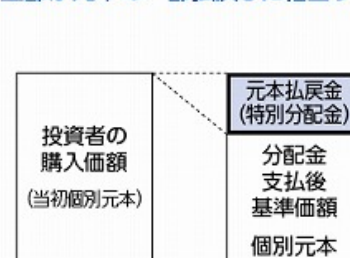 投資者の
購入価額
(当初個別元本)
元本払戻金
(特別分配金)
分配金
支払後
基準価額
個別元本